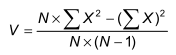 V = N × ∑ X² − (∑ X)² / N × (N − 1)